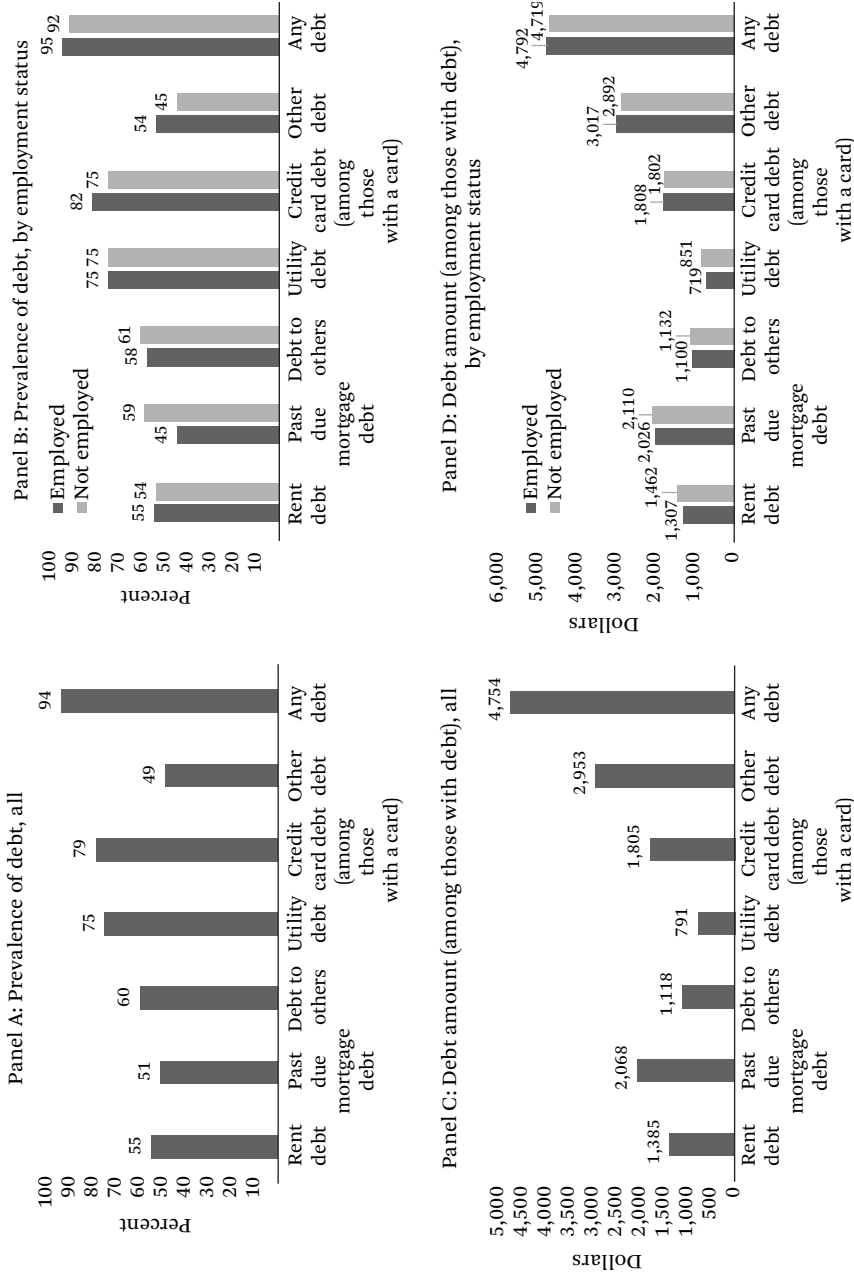 Panel A: Prevalence of debt, all
Percent
100
90
80
70
60
50
40
30
20
10
55
51
60
75
79
49
94
Rent
debt
Past
due
mortgage
debt
Debt to
others
Utility
debt
Credit
card debt
(among
those
with a card)
Other
debt
Any
debt
Panel B: Prevalence of debt, by employment status
Employed
Not employed
Percent
100
90
80
70
60
50
40
30
20
10
55
54
45
59
58
61
75
75
82
75
54
45
95
92
Rent
debt
Past
due
mortgage
debt
Debt to
others
Utility
debt
Credit
card debt
(among
those
with a card)
Other
debt
Any
debt
Panel C: Debt amount (among those with debt), all
Dollars
5,000
4,500
4,000
3,500
3,000
2,500
2,000
1,500
1,000
500
0
1,385
2,068
1,118
791
1,805
2,953
4,754
Rent
debt
Past
due
mortgage
debt
Debt to
others
Utility
debt
Credit
card debt
(among
those
with a card)
Other
debt
Any
debt
Panel D: Debt amount (among those with debt),
by employment status
Employed
Not employed
Dollars
6,000
5,000
4,000
3,000
2,000
1,000
0
1,307
1,462
2,026
2,110
1,100
1,132
719
851
1,808
1,802
3,017
2,892
4,792
4,719
Rent
debt
Past
due
mortgage
debt
Debt to
others
Utility
debt
Credit
card debt
(among
those
with a card)
Other
debt
Any
debt